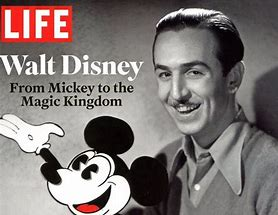 LIFE
Walt Disney
From Mickey to the
Magic Kingdom